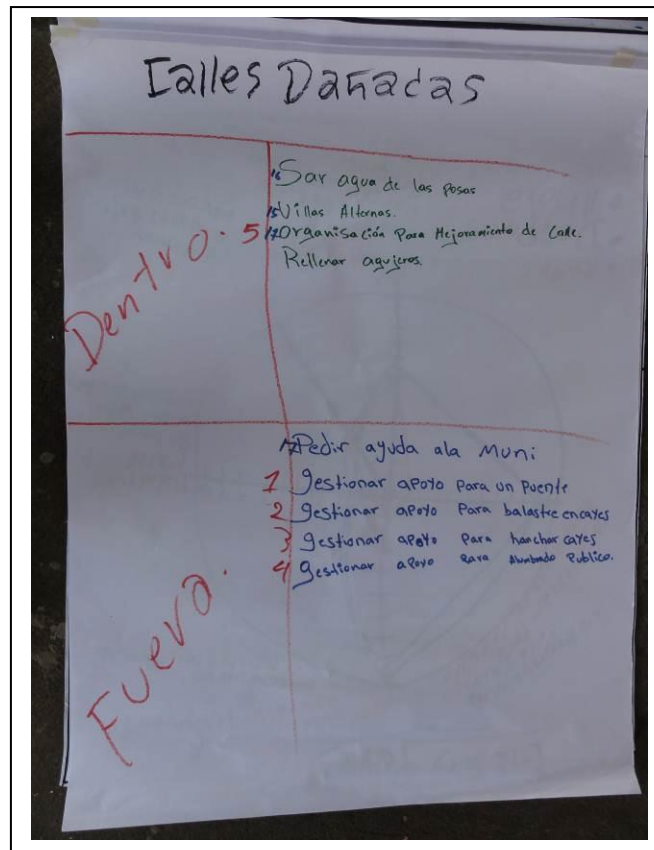 Calles Dañadas
Dentro.
16 Sar agua de las Posas
15 Villas Alternas.
5 17 Organisación Para Mejoramiento de Calle.
Rellenar agujeros.
Fuera.
Pedir ayuda ala Muni
1 gestionar apoyo para un Puente
2 gestionar apoyo Para balastre encayes
3 gestionar apoyo Para hanchar cayes
4 gestionar apoyo para Alumbrado Publico.